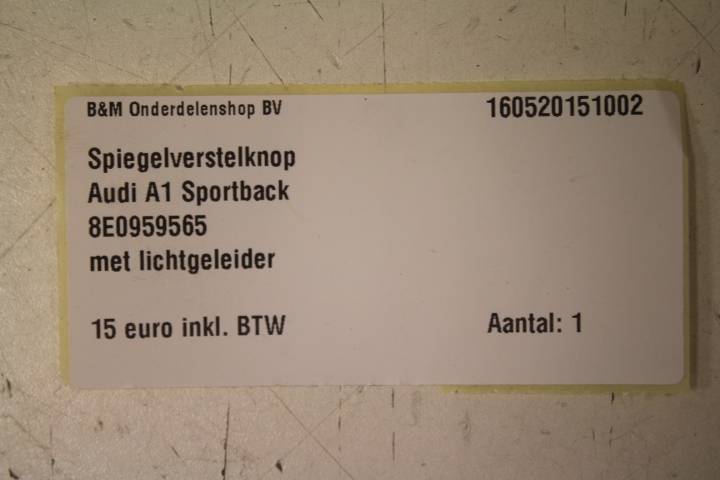 B&M Onderdelenshop BV 160520151002
Spiegelverstelknop
Audi A1 Sportback
8E0959565
met lichtgeleider
15 euro inkl. BTW Aantal: 1